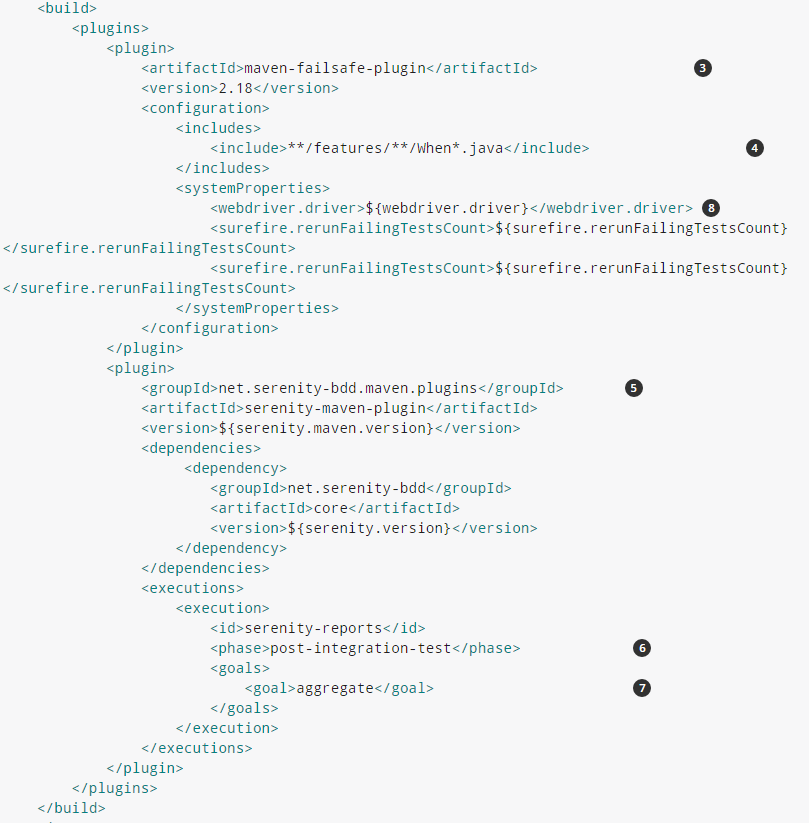 <build>
<plugins>
<plugin>
<artifactId>maven-failsafe-plugin</artifactId> 3
<version>2.18</version>
<configuration>
<includes>
<include>**/features/**/When*.java</include> 4
</includes>
<systemProperties>
<webdriver.driver>${webdriver.driver}</webdriver.driver> 8
<surefire.rerunFailingTestsCount>${surefire.rerunFailingTestsCount}
</surefire.rerunFailingTestsCount>
<surefire.rerunFailingTestsCount>${surefire.rerunFailingTestsCount}
</surefire.rerunFailingTestsCount>
</systemProperties>
</configuration>
</plugin>
<plugin>
<groupId>net.serenity-bdd.maven.plugins</groupId> 5
<artifactId>serenity-maven-plugin</artifactId>
<version>${serenity.maven.version}</version>
<dependencies>
<dependency>
<groupId>net.serenity-bdd</groupId>
<artifactId>core</artifactId>
<version>${serenity.version}</version>
</dependency>
</dependencies>
<executions>
<execution>
<id>serenity-reports</id>
<phase>post-integration-test</phase> 6
<goals>
<goal>aggregate</goal> 7
</goals>
</execution>
</executions>
</plugin>
</plugins>
</build>